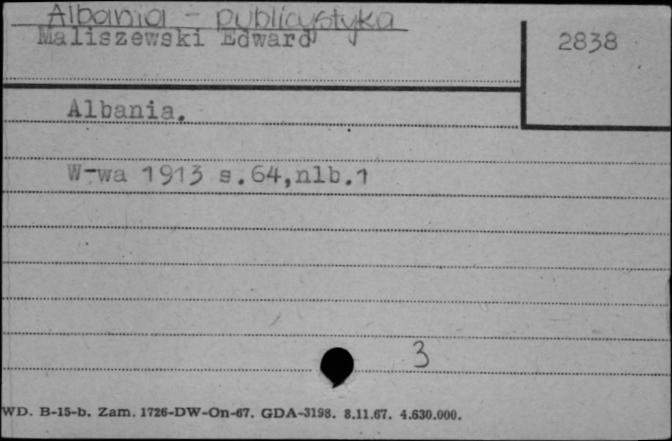 Albania - publicystyka
Maliszewski Edward
2838
Albania.
W-wa 1913 s.64,nlb.1
3
WD. B-15-b. Zam. 1726-DW-On-67. GDA-3198. 8.11.67. 4.630.000.